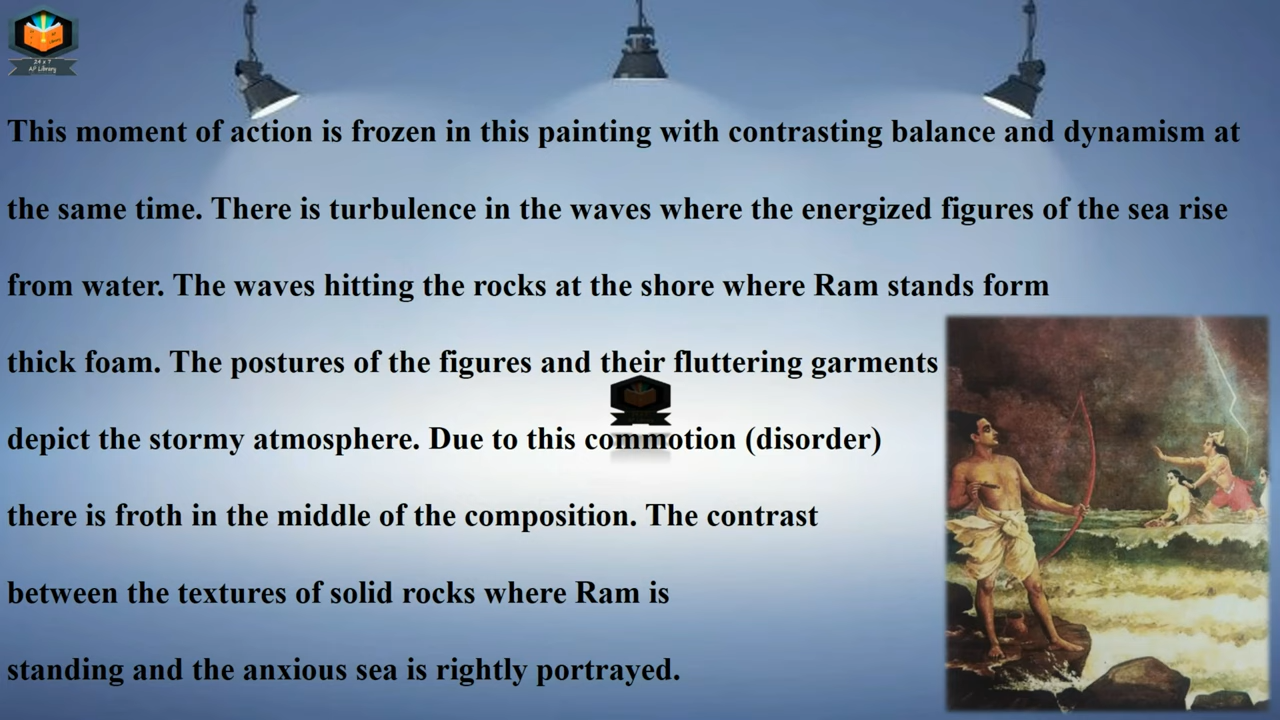 24 x 7
AP Library
This moment of action is frozen in this painting with contrasting balance and dynamism at
the same time. There is turbulence in the waves where the energized figures of the sea rise
from water. The waves hitting the rocks at the shore where Ram stands form
thick foam. The postures of the figures and their fluttering garments
depict the stormy atmosphere. Due to this commotion (disorder)
there is froth in the middle of the composition. The contrast
between the textures of solid rocks where Ram is
standing and the anxious sea is rightly portrayed.